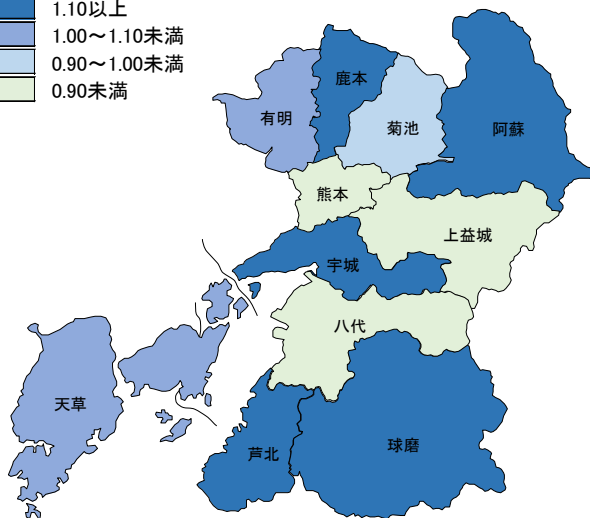 1.10以上
1.00～1.10未満
0.90～1.00未満
0.90未満
鹿本
有明
菊池
阿蘇
熊本
上益城
宇城
八代
天草
芦北
球磨